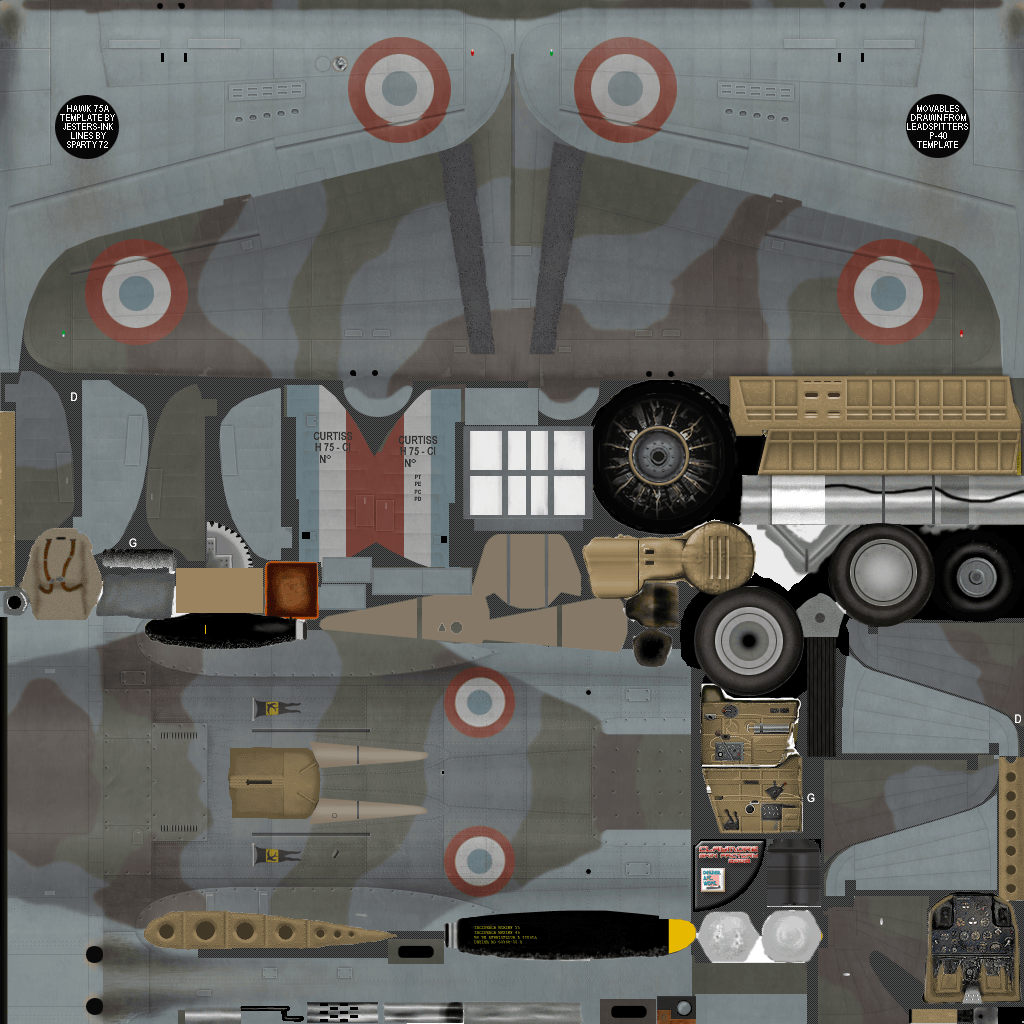 HAWK 75A
TEMPLATE BY
JESTERS-INK
LINES BY
SPARTY 72
MOVABLES
DRAWN FROM
LEADSPITTERS
P-40
TEMPLATE
D
CURTISS
H 75 - CI
N°
CURTISS
H 75 - CI
N°
PT
PE
FC
PD
G
D
G